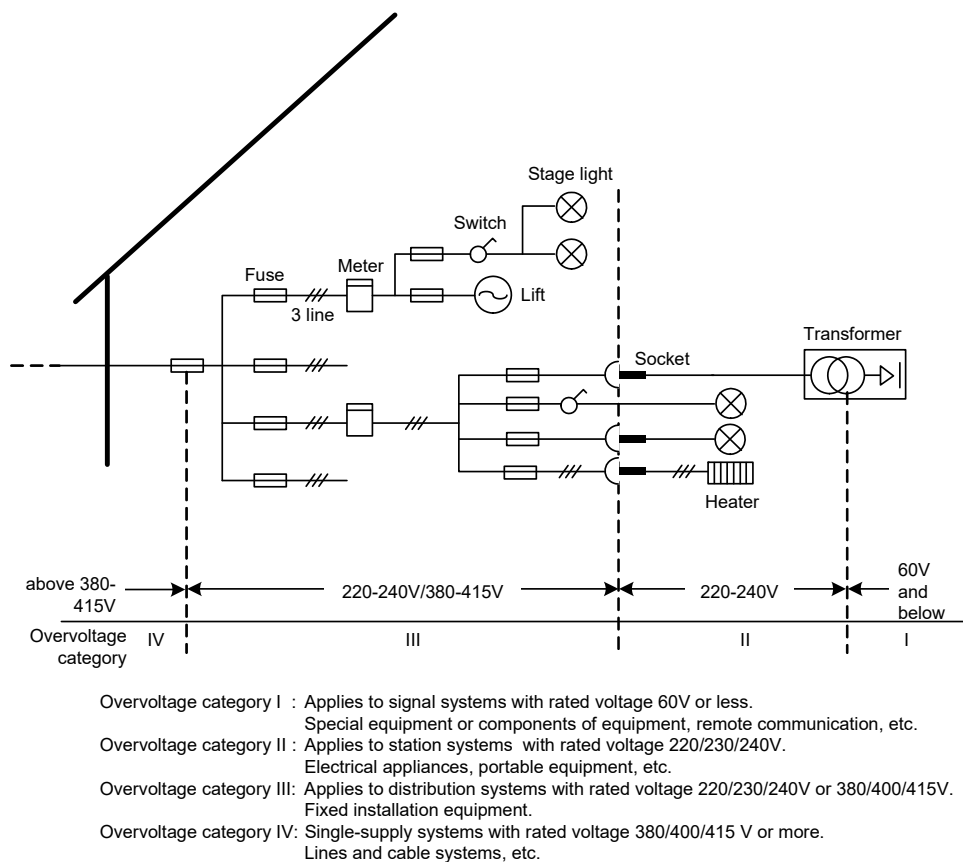 Stage light
Switch
Fuse
Meter
3 line
Lift
Transformer
Socket
Heater
above 380-
415V
220-240V/380-415V
220-240V
60V
and
below
Overvoltage
category
IV
III
II
I
Overvoltage category I : Applies to signal systems with rated voltage 60V or less.
Special equipment or components of equipment, remote communication, etc.
Overvoltage category II : Applies to station systems with rated voltage 220/230/240V.
Electrical appliances, portable equipment, etc.
Overvoltage category III: Applies to distribution systems with rated voltage 220/230/240V or 380/400/415V.
Fixed installation equipment.
Overvoltage category IV: Single-supply systems with rated voltage 380/400/415 V or more.
Lines and cable systems, etc.